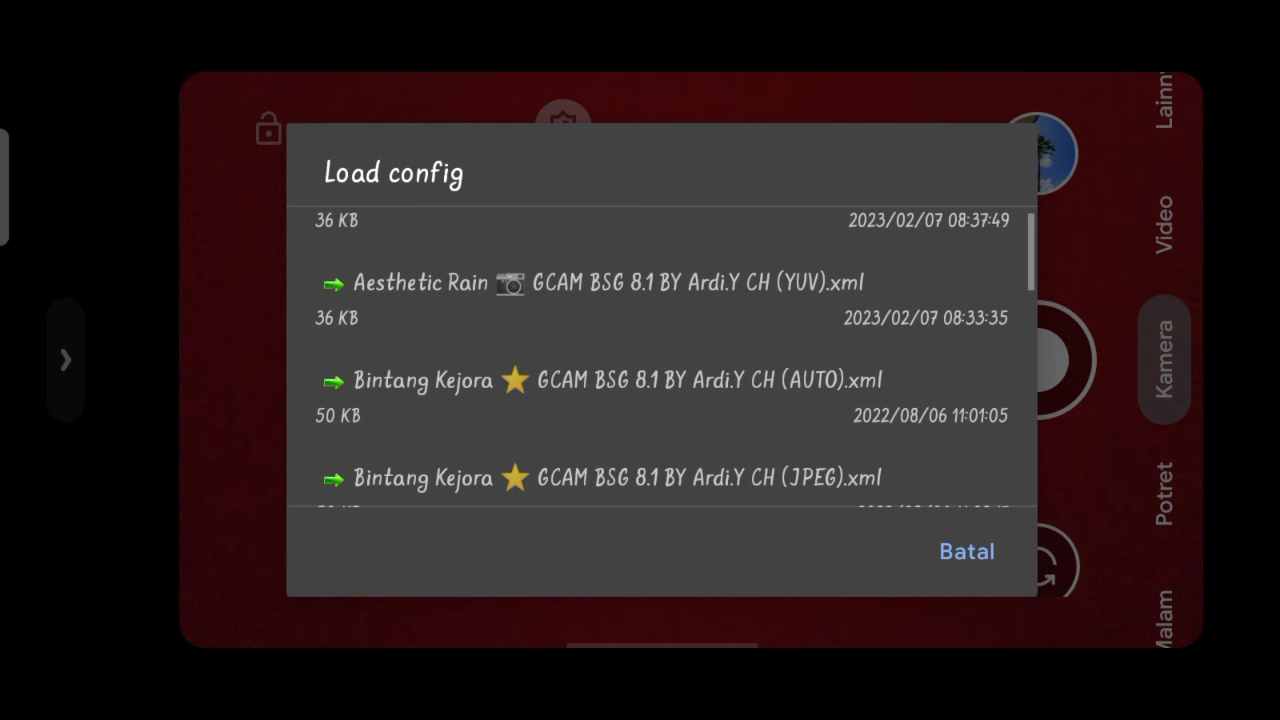 Load config
36 KB 2023/02/07 08:37:49
Aesthetic Rain 📷 GCAM BSG 8.1 BY Ardi.Y CH (YUV).xml
36 KB 2023/02/07 08:33:35
Bintang Kejora ⭐ GCAM BSG 8.1 BY Ardi.Y CH (AUTO).xml
50 KB 2022/08/06 11:01:05
Bintang Kejora ⭐ GCAM BSG 8.1 BY Ardi.Y CH (JPEG).xml
Batal
Lainn
Video
Kamera
Potret
Malam